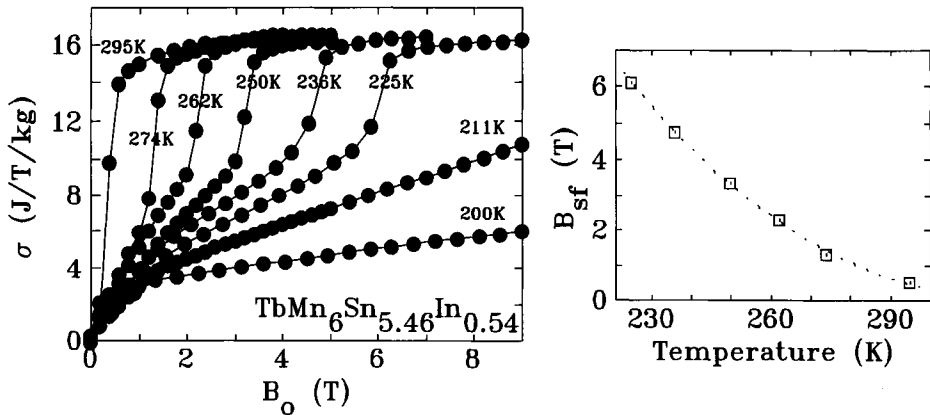 16
12
8
4
0
σ (J/T/kg)
295K
274K
262K
250K
236K
225K
211K
200K
TbMn6Sn5.46In0.54
0 2 4 6 8
Bo (T)
6
4
2
0
Bsf (T)
230 260 290
Temperature (K)